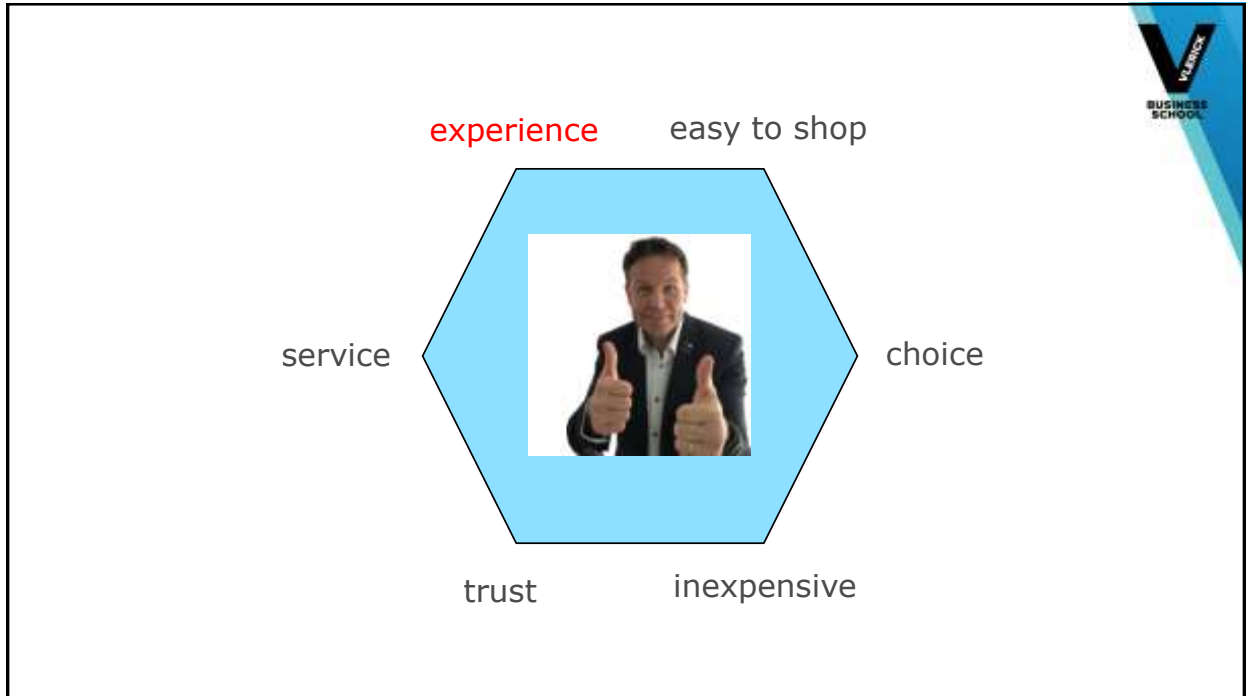 VLERICK
BUSINESS
SCHOOL
experience
easy to shop
service
choice
trust
inexpensive